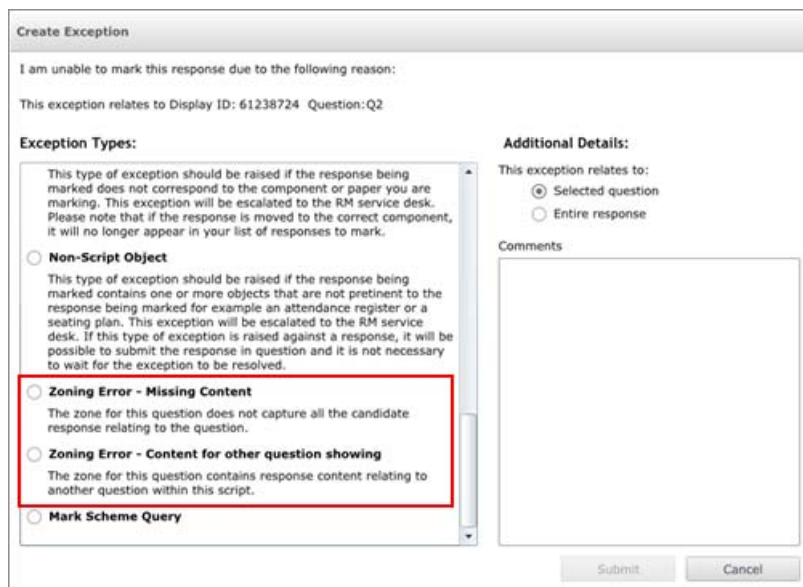 Create Exception
I am unable to mark this response due to the following reason:
This exception relates to Display ID: 61238724 Question:Q2
Exception Types:
This type of exception should be raised if the response being
marked does not correspond to the component or paper you are
marking. This exception will be escalated to the RM service desk.
Please note that if the response is moved to the correct component,
it will no longer appear in your list of responses to mark.
Non-Script Object
This type of exception should be raised if the response being
marked contains one or more objects that are not pretinent to the
response being marked for example an attendance register or a
seating plan. This exception will be escalated to the RM service
desk. If this type of exception is raised against a response, it will be
possible to submit the response in question and it is not necessary
to wait for the exception to be resolved.
Zoning Error - Missing Content
The zone for this question does not capture all the candidate
response relating to the question.
Zoning Error - Content for other question showing
The zone for this question contains response content relating to
another question within this script.
Mark Scheme Query
Additional Details:
This exception relates to:
Selected question
Entire response
Comments
Submit
Cancel